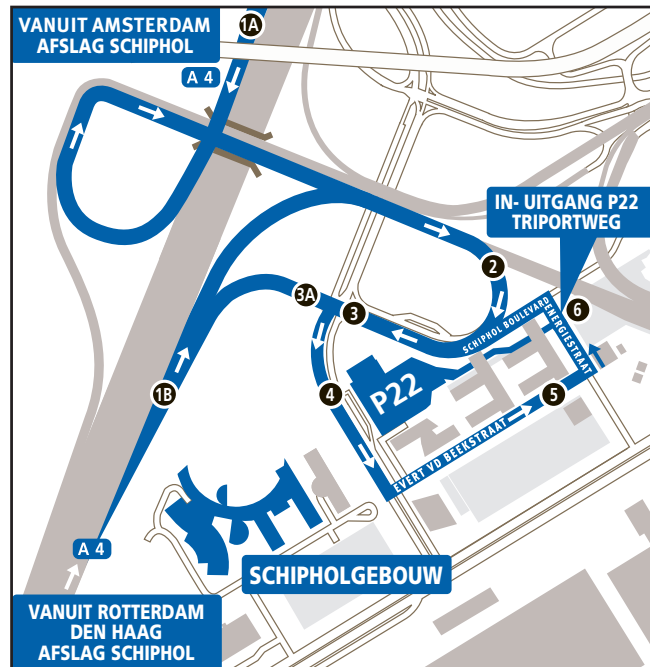 VANUIT AMSTERDAM
AFSLAG SCHIPHOL
1A
A 4
IN- UITGANG P22
TRIPORTWEG
2
3A
3
SCHIPHOL BOULEVARD
6
ENERGIESTRAAT
P22
1B
4
5
EVERT VD BEEKSTRAAT
A 4
SCHIPHOLGEBOUW
VANUIT ROTTERDAM
DEN HAAG
AFSLAG SCHIPHOL